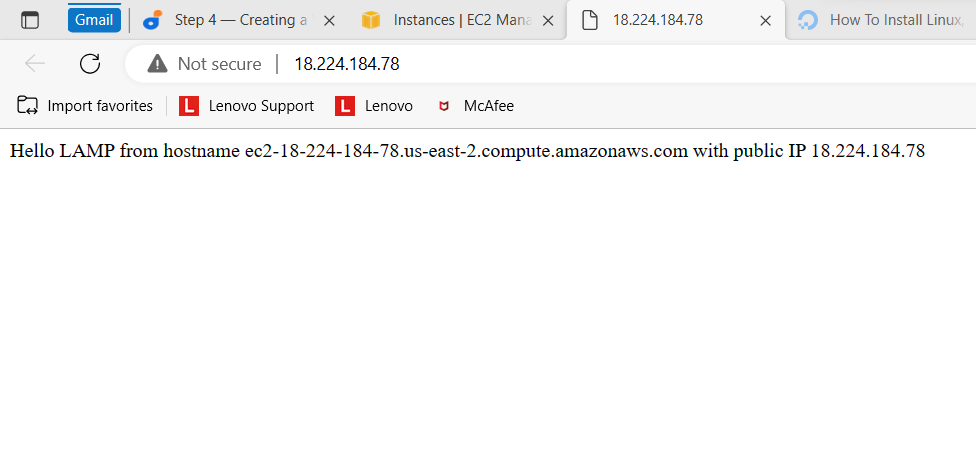 Gmail Step 4 — Creating a Instances | EC2 Mana 18.224.184.78 How To Install Linux,
Not secure 18.224.184.78
Import favorites L Lenovo Support L Lenovo McAfee
Hello LAMP from hostname ec2-18-224-184-78.us-east-2.compute.amazonaws.com with public IP 18.224.184.78